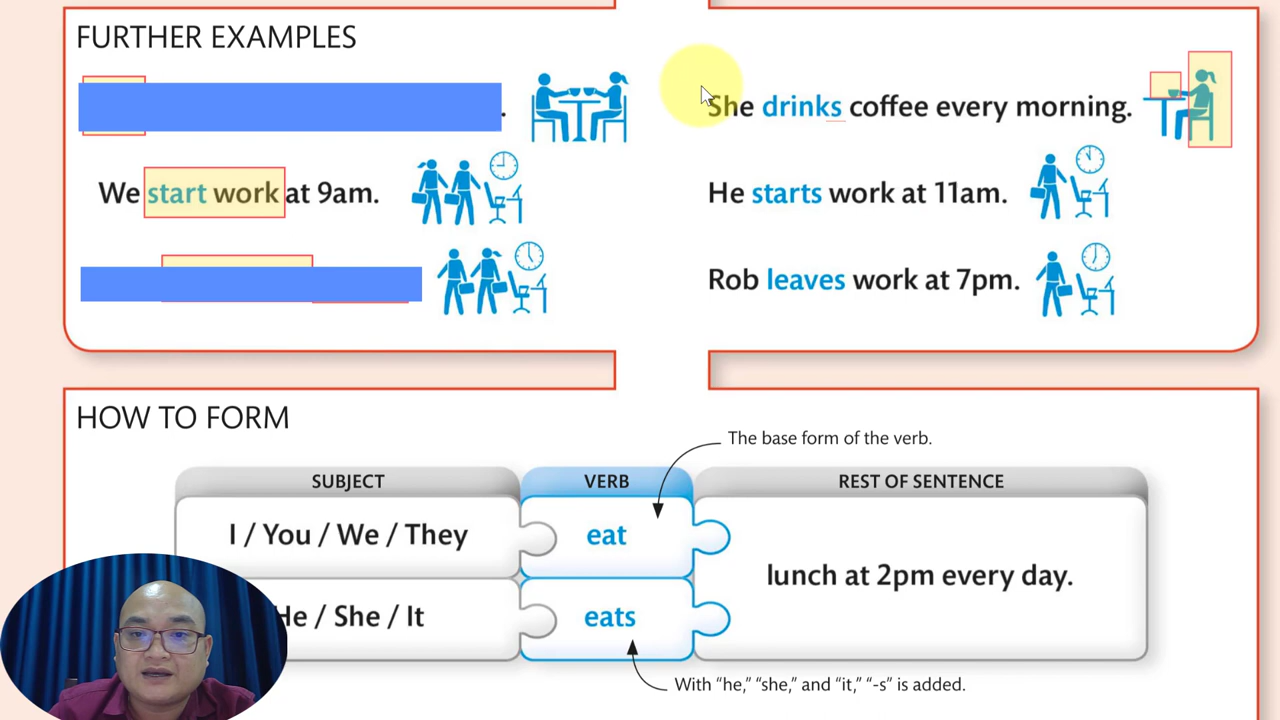 FURTHER EXAMPLES
She drinks coffee every morning.
We start work at 9am.
He starts work at 11am.
Rob leaves work at 7pm.
HOW TO FORM
The base form of the verb.
SUBJECT
VERB
REST OF SENTENCE
I / You / We / They
eat
lunch at 2pm every day.
He / She / It
eats
With “he,” “she,” and “it,” “-s” is added.